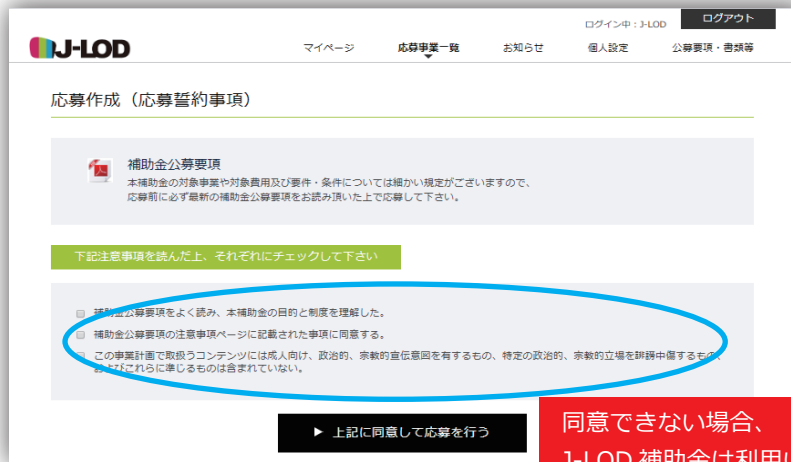 ログイン中：J-LOD
ログアウト
J-LOD
マイページ
応募事業一覧
お知らせ
個人設定
公募要項・書類等
応募作成（応募誓約事項）
補助金公募要項
本補助金の対象事業や対象費用及び要件・条件については細かい規定がございますので、
応募前に必ず最新の補助金公募要項をお読み頂いた上で応募して下さい。
下記注意事項を読んだ上、それぞれにチェックして下さい
補助金公募要項をよく読み、本補助金の目的と制度を理解した。
補助金公募要項の注意事項ページに記載された事項に同意する。
この事業計画で取扱うコンテンツには成人向け、政治的、宗教的宣伝意図を有するもの、特定の政治的、宗教的立場を誹謗中傷するもの、
およびこれらに準じるものは含まれていない。
▶ 上記に同意して応募を行う
同意できない場合、
J-LOD 補助金は利用